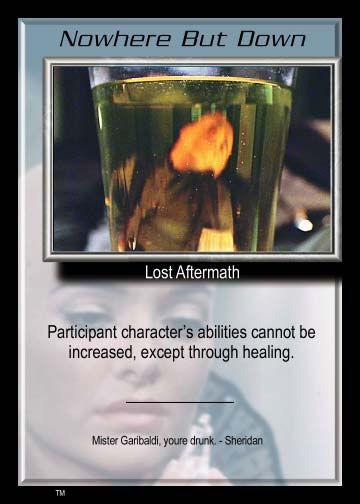 Nowhere But Down
Lost Aftermath
Participant character's abilities cannot be
increased, except through healing.
Mister Garibaldi, youre drunk. - Sheridan
TM